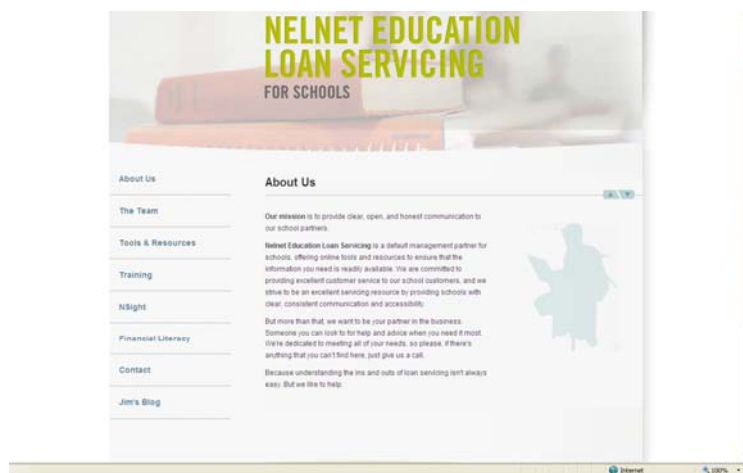 NELNET EDUCATION
LOAN SERVICING
FOR SCHOOLS
About Us
The Team
Tools & Resources
Training
NSight
Financial Literacy
Contact
Jim's Blog
About Us
Our mission is to provide clear, open, and honest communication to
our school partners.
Nelnet Education Loan Servicing is a default management partner for
schools, offering online tools and resources to ensure that the
information you need is readily available. We are committed to
providing excellent customer service to our school customers, and we
strive to be an excellent servicing resource by providing schools with
clear, consistent communication and accessibility.
But more than that, we want to be your partner in the business.
Someone you can look to for help and advice when you need it most.
We're dedicated to meeting all of your needs, so please, if there's
anything that you can't find here, just give us a call.
Because understanding the ins and outs of loan servicing isn't always
easy. But we like to help.
Internet
100%